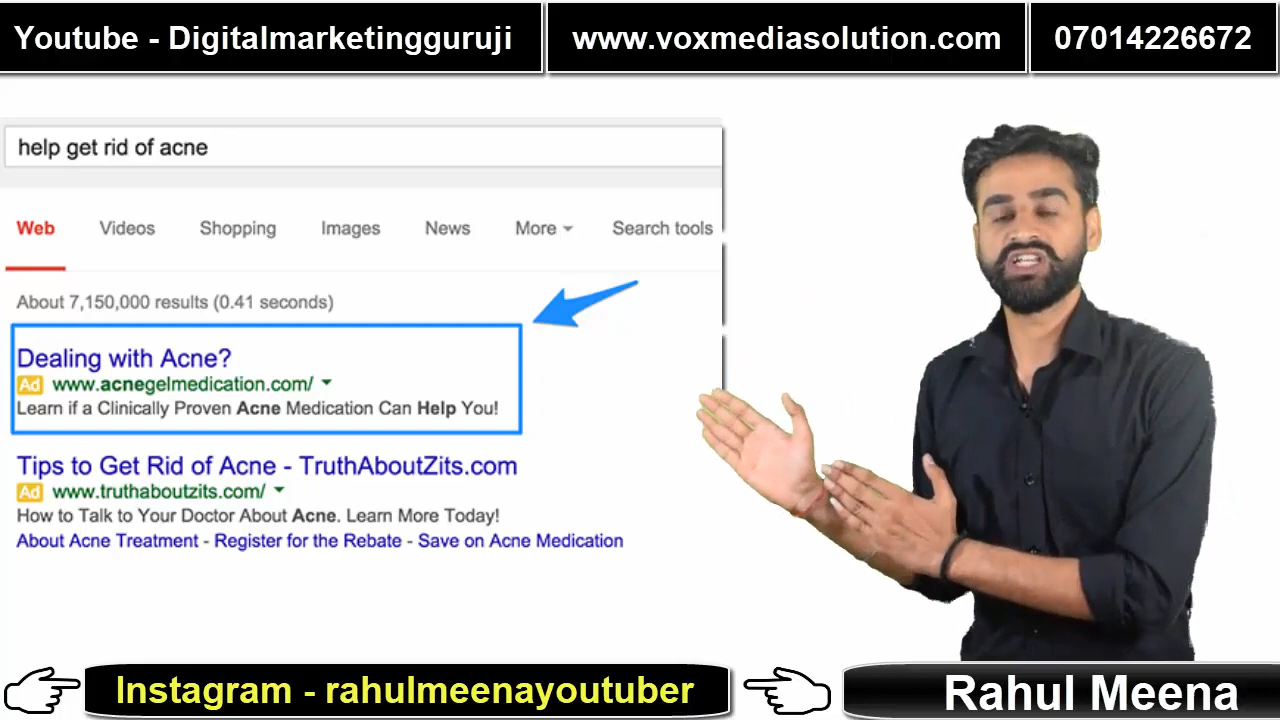 Youtube - Digitalmarketingguruji
www.voxmediasolution.com
07014226672
help get rid of acne
Web Videos Shopping Images News More Search tools
About 7,150,000 results (0.41 seconds)
Dealing with Acne?
Ad www.acnegelmedication.com/
Learn if a Clinically Proven Acne Medication Can Help You!
Tips to Get Rid of Acne - TruthAboutZits.com
Ad www.truthaboutzits.com/
How to Talk to Your Doctor About Acne. Learn More Today!
About Acne Treatment - Register for the Rebate - Save on Acne Medication
Instagram - rahulmeenayoutuber
Rahul Meena